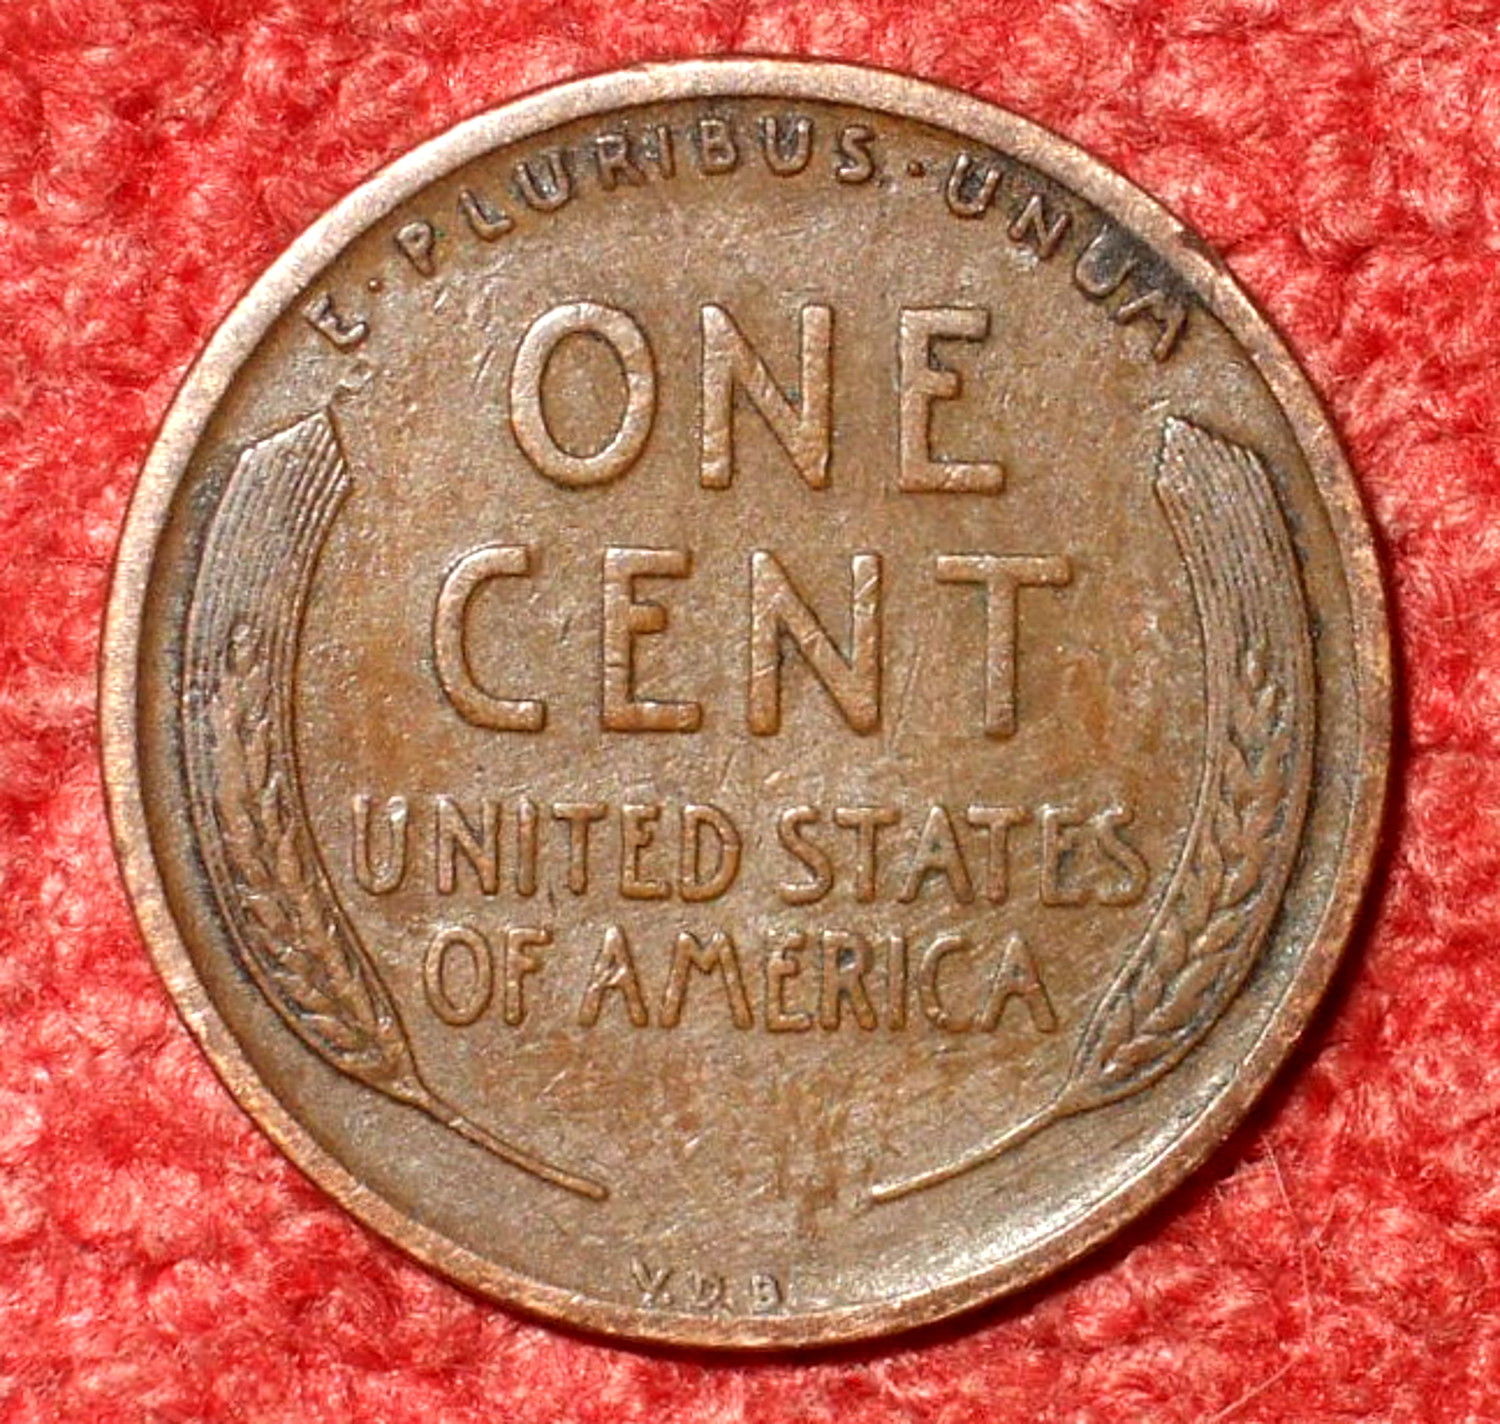 E · PLURIBUS · UNUM
ONE
CENT
UNITED STATES
OF AMERICA
V.D.B.